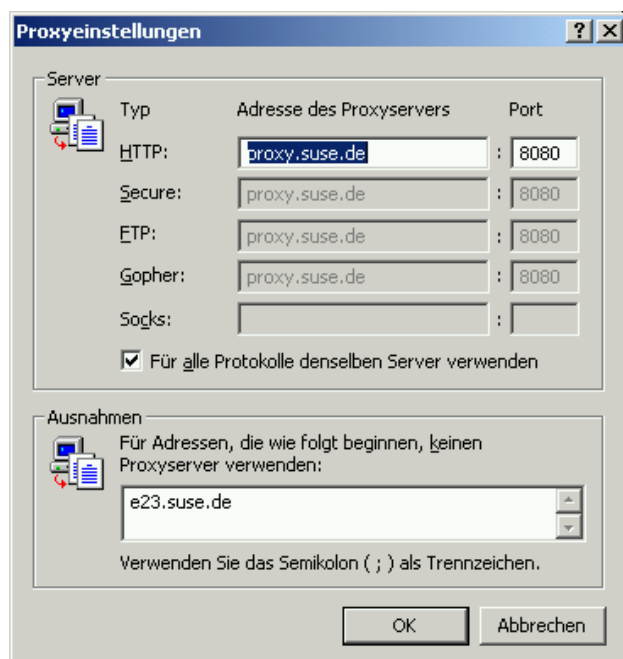 Proxyeinstellungen
Server
Typ Adresse des Proxyservers Port
HTTP: proxy.suse.de : 8080
Secure: proxy.suse.de : 8080
FTP: proxy.suse.de : 8080
Gopher: proxy.suse.de : 8080
Socks: :
Für alle Protokolle denselben Server verwenden
Ausnahmen
Für Adressen, die wie folgt beginnen, keinen
Proxyserver verwenden:
e23.suse.de
Verwenden Sie das Semikolon ( ; ) als Trennzeichen.
OK Abbrechen